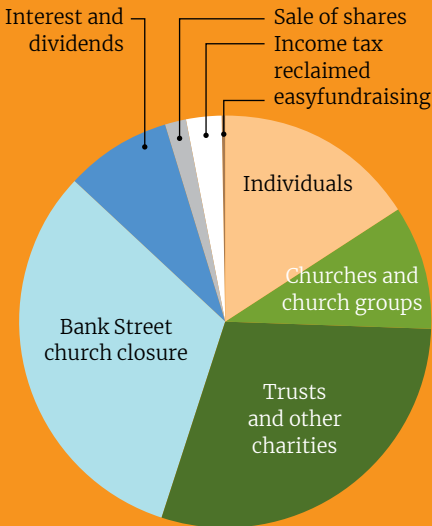 Interest and
dividends
Sale of shares
Income tax
reclaimed
easyfundraising
Individuals
Churches and
church groups
Bank Street
church closure
Trusts
and other
charities